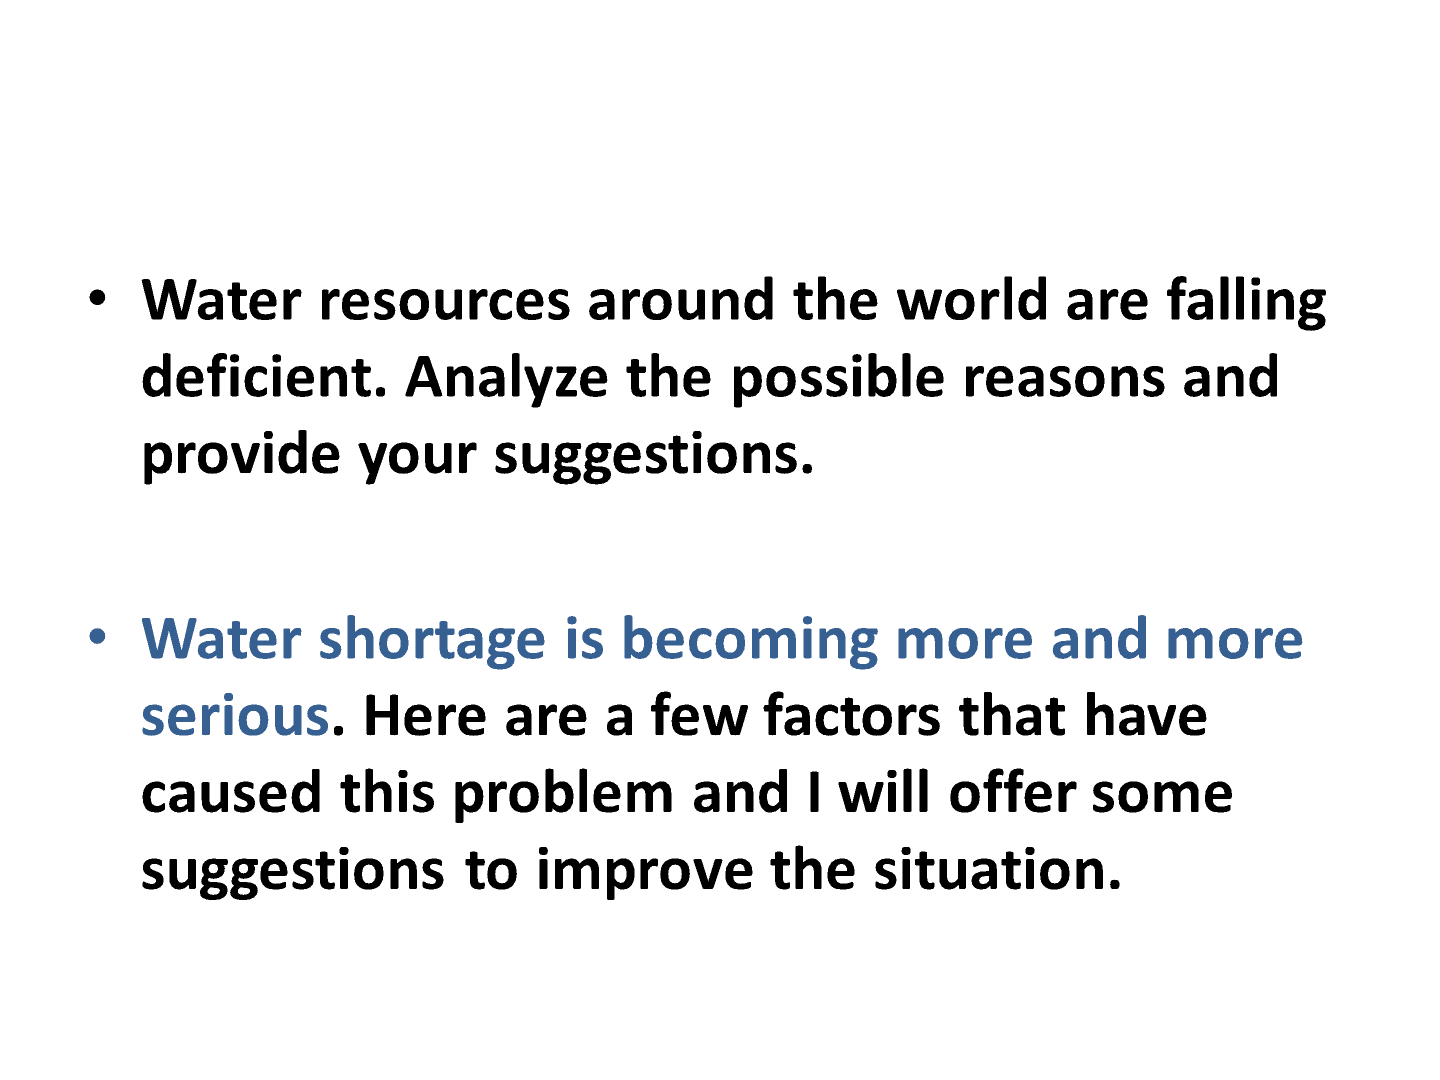 • Water resources around the world are falling
deficient. Analyze the possible reasons and
provide your suggestions.
• Water shortage is becoming more and more
serious. Here are a few factors that have
caused this problem and I will offer some
suggestions to improve the situation.